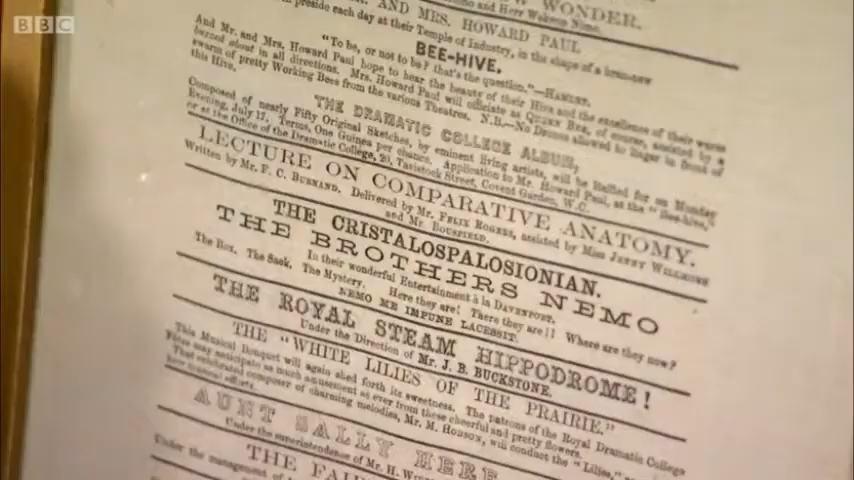 BBC
WONDER.
and Herr Wakeso Nemo.
AND MRS. HOWARD PAUL
preside each day at their Temple of Industry, in the shape of a bran-new
BEE-HIVE.
"To be, or not to be? that's the question."—HAMLET.
And Mr. and Mrs. Howard Paul hope to hear the beauty of their Hive and the excellence of their
buzzed about in all directions. Mrs. Howard Paul will officiate as QUEEN BEE, of course, assisted by a
swarm of pretty Working Bees from the various Theatres. N.B.—No Drones allowed to linger in front of
this Hive.
THE DRAMATIC COLLEGE ALBUM,
Composed of nearly Fifty Original Sketches, by eminent living artists, will be Raffled for on Monday
Evening, July 17. Terms, One Guinea per chance. Application to Mr. Howard Paul, at the "Bee-hive,"
or at the Office of the Dramatic College, 20, Tavistock Street, Covent Garden, W.C.
LECTURE ON COMPARATIVE ANATOMY.
Written by Mr. F. C. BURNAND. Delivered by Mr. FELIX ROGERS, assisted by Miss JENNY WILLMORE
and Mr. BOUSFIELD.
THE CRISTALOSPALOSIONIAN.
THE BROTHERS NEMO
In their wonderful Entertainment à la DAVENPORT.
The Box. The Sack. The Mystery. Here they are! There they are!! Where are they now?
NEMO ME IMPUNE LACESSIT.
THE ROYAL STEAM HIPPODROME!
Under the Direction of Mr. J. B. BUCKSTONE.
THE "WHITE LILIES OF THE PRAIRIE."
This Musical Bouquet will again shed forth its sweetness. The patrons of the Royal Dramatic College
Fêtes may anticipate as much amusement as ever from these cheerful and pretty flowers.
That celebrated composer of charming melodies, Mr. M. HOBSON, will conduct the "Lilies,"
musical efforts.
AUNT SALLY HERE
Under the superintendence of Mr. H.
THE
Under the management of